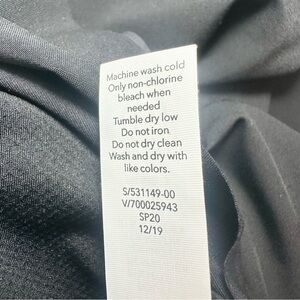 Machine wash cold
Only non-chlorine
bleach when
needed
Tumble dry low
Do not iron
Do not dry clean
Wash and dry with
like colors.
S/531149-00
V/700025943
SP20
12/19